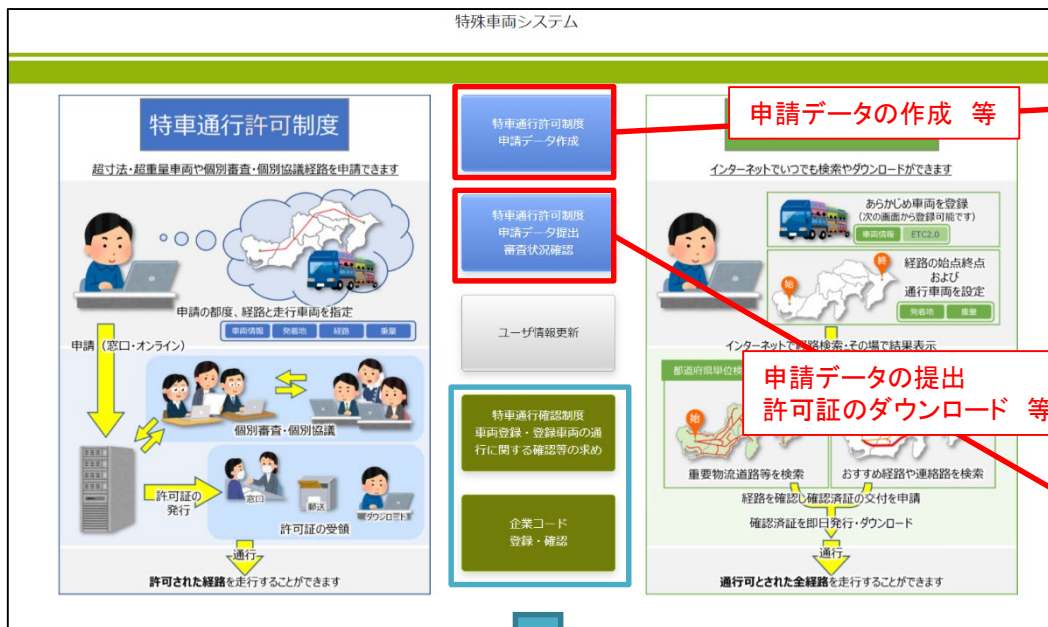 特殊車両システム
特車通行許可制度
超寸法・超重量車両や個別審査・個別協議経路を申請できます
申請の都度、経路と走行車両を指定
車両情報 発着地 経路 重量
申請（窓口・オンライン）
個別審査・個別協議
許可証の
発行
窓口
郵送
ダウンロード
許可証の受領
通行
許可された経路を走行することができます
特車通行許可制度
申請データ作成
特車通行許可制度
申請データ提出
審査状況確認
ユーザ情報更新
特車通行確認制度
車両登録・登録車両の通
行に関する確認等の求め
企業コード
登録・確認
申請データの作成 等
インターネットでいつでも検索やダウンロードができます
あらかじめ車両を登録
(次の画面から登録可能です)
車両情報 ETC2.0
終
経路の始点終点
および
通行車両を設定
始
発着地 重量
インターネットで経路検索・その場で結果表示
都道府県単位検
申請データの提出
許可証のダウンロード 等
始
重要物流道路等を検索
おすすめ経路や連絡路を検索
経路を確認し確認済証の交付を申請
確認済証を即日発行・ダウンロード
通行
通行可とされた全経路を走行することができます